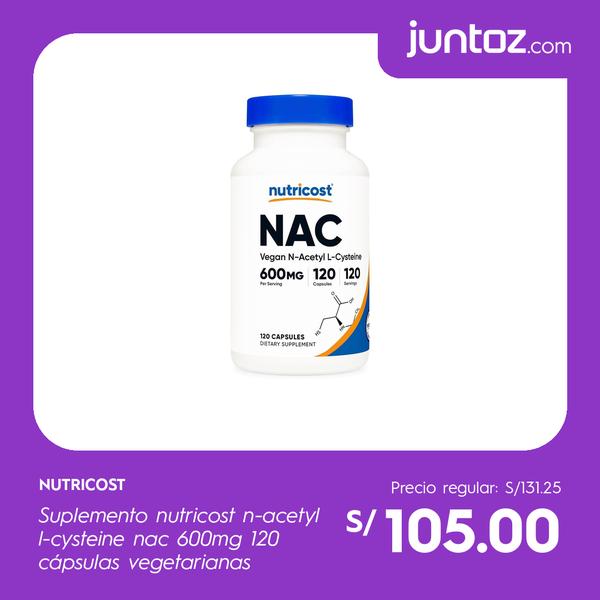 juntoz.com
nutricost
NAC
Vegan N-Acetyl L-Cysteine
600MG 120 120
Per Serving Capsules Servings
120 CAPSULES
DIETARY SUPPLEMENT
NUTRICOST
Precio regular: S/131.25
Suplemento nutricost n-acetyl
l-cysteine nac 600mg 120
cápsulas vegetarianas
S/ 105.00